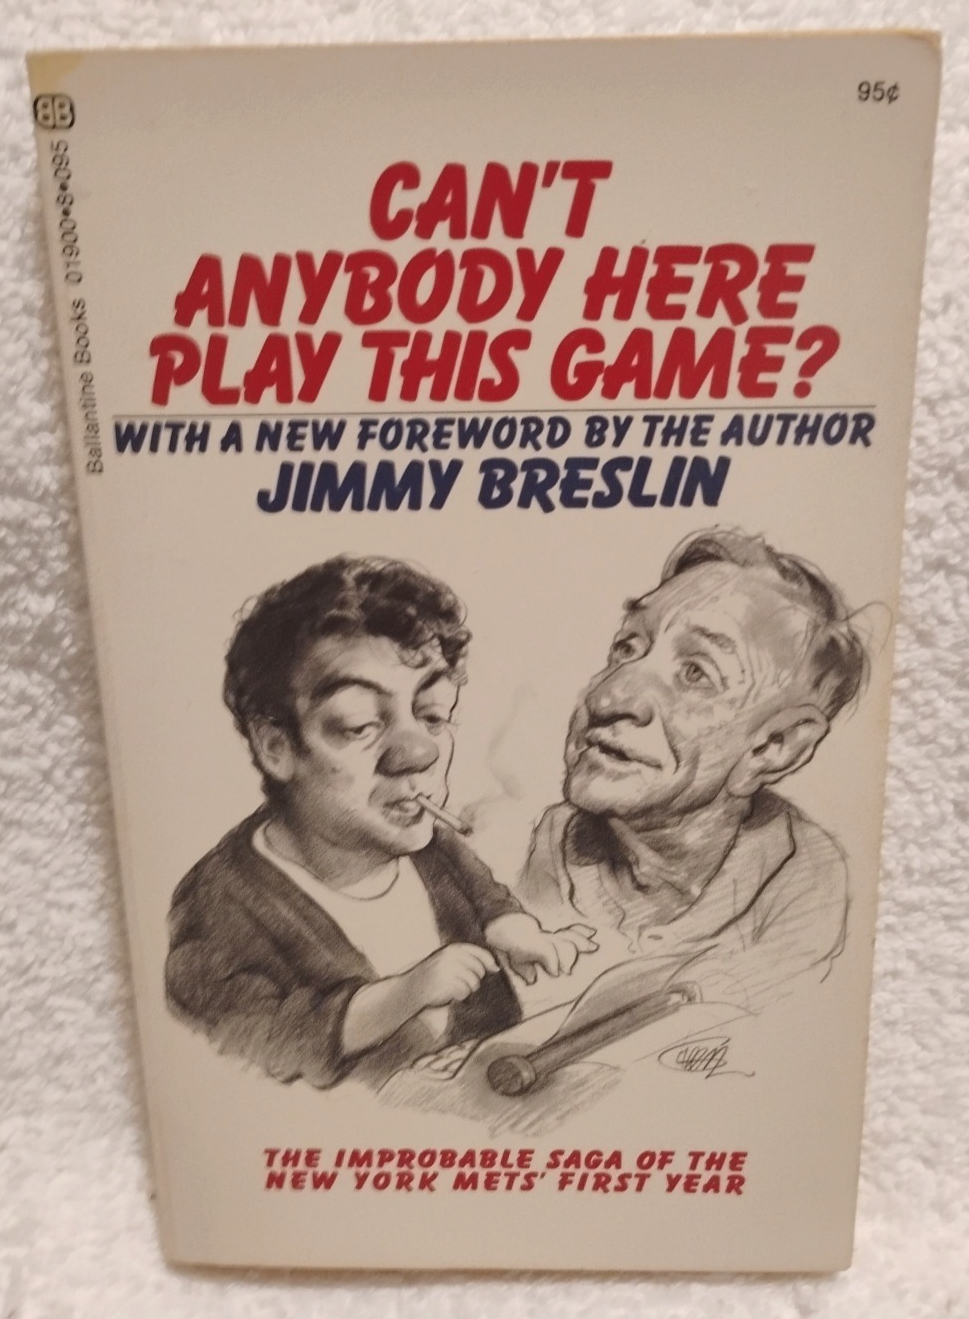 BB
Ballantine Books 01900•8•095
95¢
CAN'T
ANYBODY HERE
PLAY THIS GAME?
WITH A NEW FOREWORD BY THE AUTHOR
JIMMY BRESLIN
THE IMPROBABLE SAGA OF THE
NEW YORK METS' FIRST YEAR